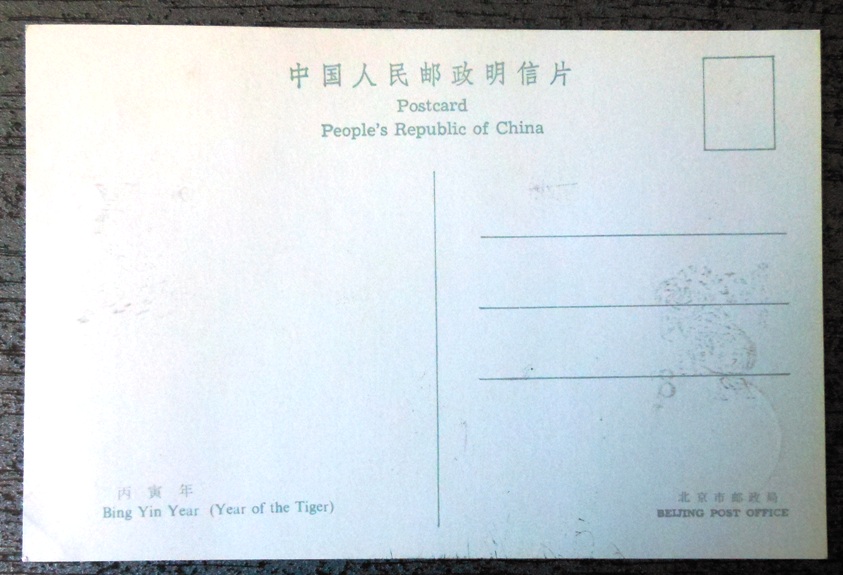 中国人民邮政明信片
Postcard
People's Republic of China
丙寅年
Bing Yin Year (Year of the Tiger)
北京市邮政局
BEIJING POST OFFICE